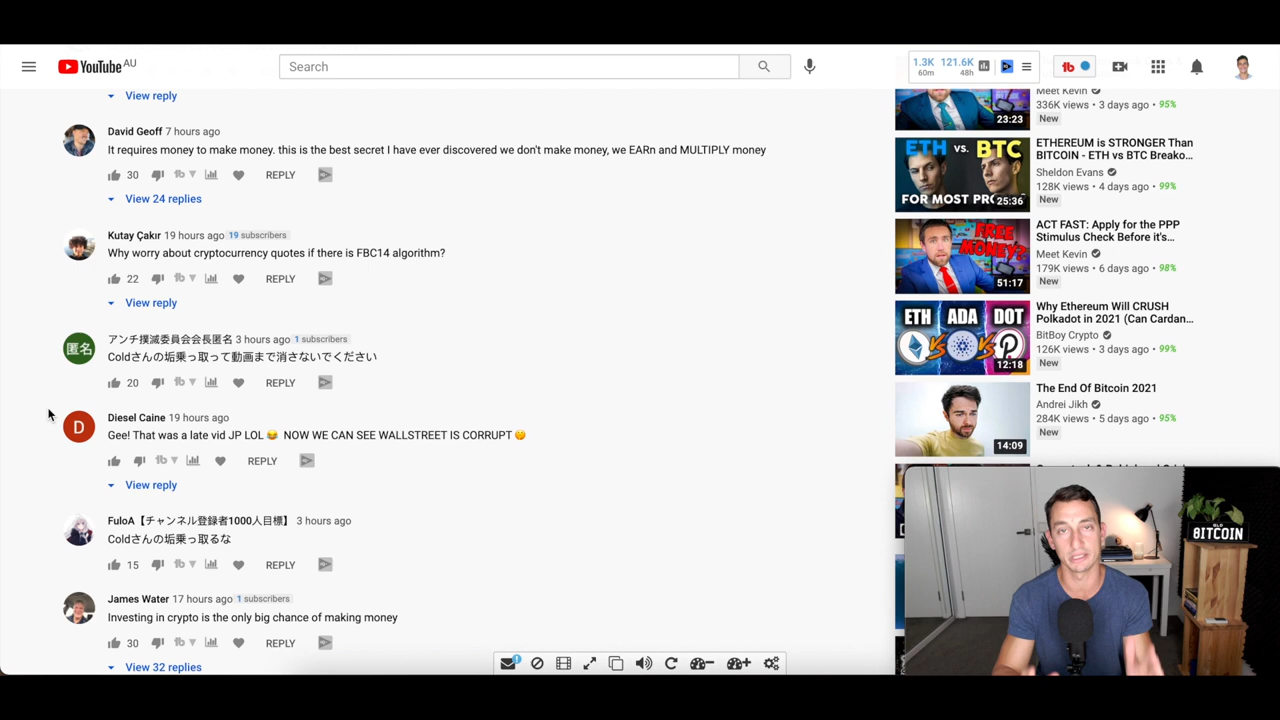 YouTube AU
Search
1.3K 121.6K
60m 48h
tb
View reply
David Geoff 7 hours ago
It requires money to make money. this is the best secret I have ever discovered we don't make money, we EARn and MULTIPLY money
30 tb REPLY
View 24 replies
Kutay Çakır 19 hours ago 19 subscribers
Why worry about cryptocurrency quotes if there is FBC14 algorithm?
22 tb REPLY
View reply
匿名
アンチ撲滅委員会会長匿名 3 hours ago 1 subscribers
Coldさんの垢乗っ取って動画まで消さないでください
20 tb REPLY
D
Diesel Caine 19 hours ago
Gee! That was a late vid JP LOL 😂 NOW WE CAN SEE WALLSTREET IS CORRUPT 🤭
tb REPLY
View reply
FuloA【チャンネル登録者1000人目標】 3 hours ago
Coldさんの垢乗っ取るな
15 tb REPLY
James Water 17 hours ago 1 subscribers
Investing in crypto is the only big chance of making money
30 tb REPLY
View 32 replies
23:23
Meet Kevin
336K views • 3 days ago • 95%
New
ETH VS. BTC
FOR MOST PRO
25:36
ETHEREUM is STRONGER Than
BITCOIN - ETH vs BTC Breako...
Sheldon Evans
128K views • 4 days ago • 99%
New
FREE
MONEY?
51:17
ACT FAST: Apply for the PPP
Stimulus Check Before it's...
Meet Kevin
179K views • 6 days ago • 98%
New
ETH VS ADA VS DOT
12:18
Why Ethereum Will CRUSH
Polkadot in 2021 (Can Cardan...
BitBoy Crypto
126K views • 3 days ago • 99%
New
14:09
The End Of Bitcoin 2021
Andrei Jikh
284K views • 5 days ago • 95%
New
BITCOIN